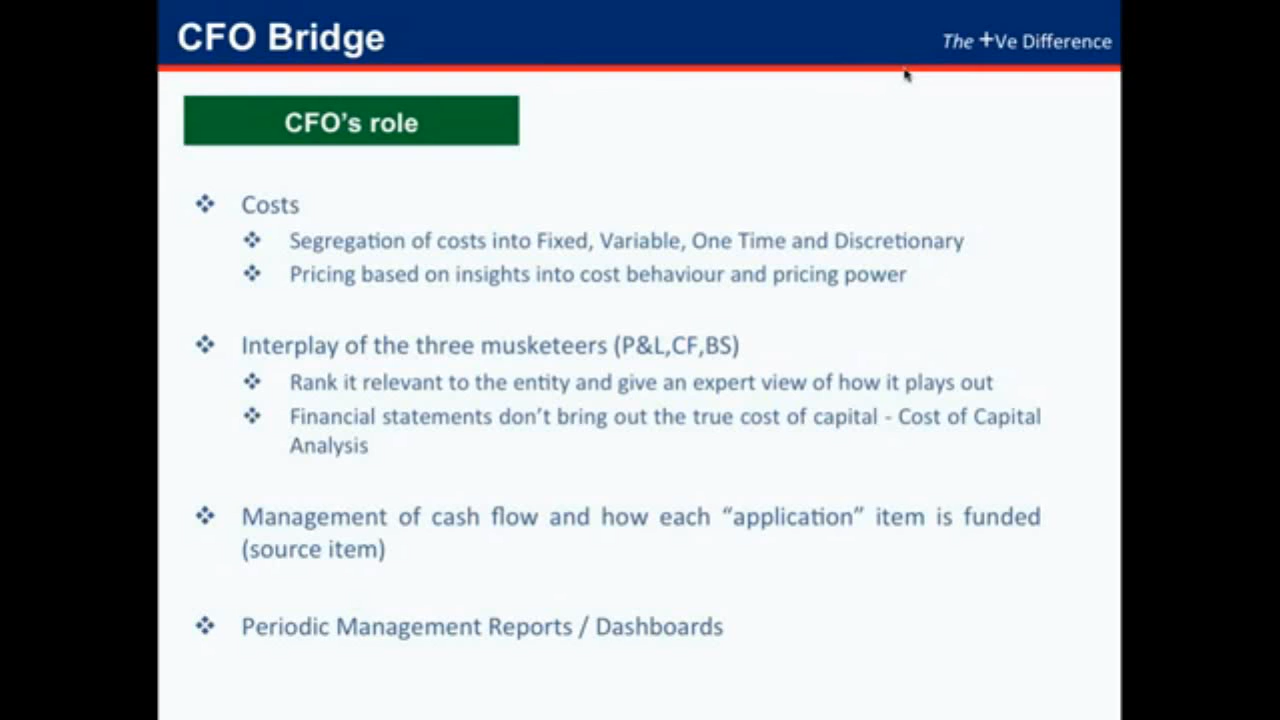 CFO Bridge
The +Ve Difference
CFO’s role
❖ Costs
❖ Segregation of costs into Fixed, Variable, One Time and Discretionary
❖ Pricing based on insights into cost behaviour and pricing power
❖ Interplay of the three musketeers (P&L,CF,BS)
❖ Rank it relevant to the entity and give an expert view of how it plays out
❖ Financial statements don’t bring out the true cost of capital - Cost of Capital
Analysis
❖ Management of cash flow and how each “application” item is funded
(source item)
❖ Periodic Management Reports / Dashboards